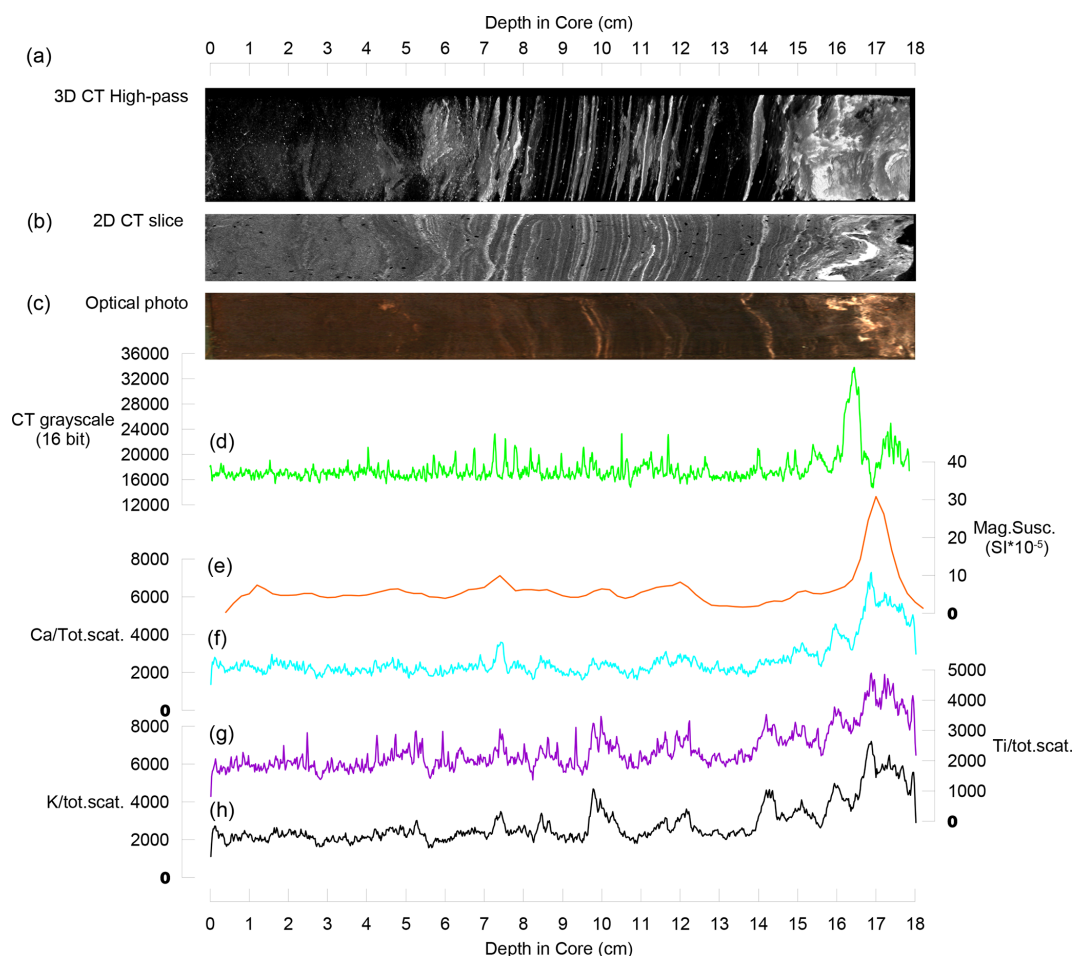 Depth in Core (cm)
0 1 2 3 4 5 6 7 8 9 10 11 12 13 14 15 16 17 18
(a)
3D CT High-pass
(b)
2D CT slice
(c)
Optical photo
36000
32000
28000
CT grayscale
(16 bit)
24000
20000
16000
12000
(d)
40
30
20
10
0
Mag.Susc.
(SI*10-5)
(e)
8000
6000
4000
2000
0
Ca/Tot.scat.
(f)
5000
4000
3000
2000
1000
0
Ti/tot.scat.
(g)
8000
6000
4000
2000
0
K/tot.scat.
(h)
0 1 2 3 4 5 6 7 8 9 10 11 12 13 14 15 16 17 18
Depth in Core (cm)